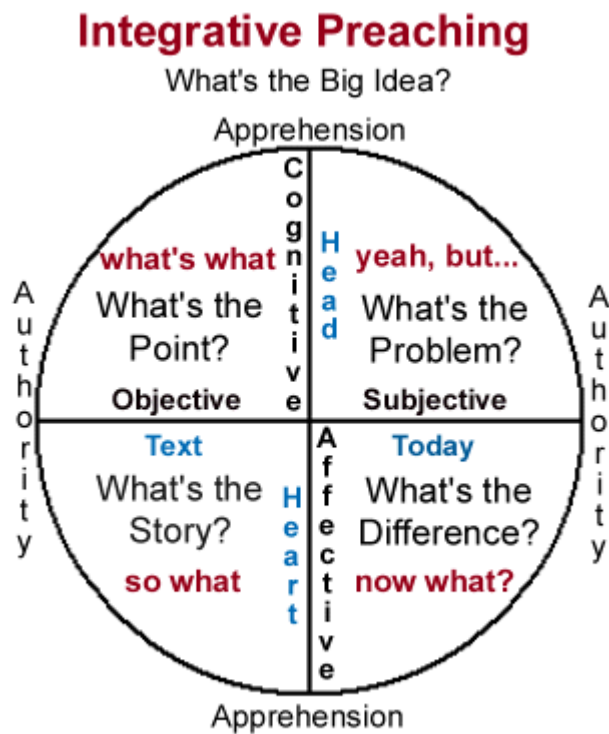 Integrative Preaching
What's the Big Idea?
Apprehension
Cognitive
Head
what's what
yeah, but...
What's the
Point?
What's the
Problem?
Authority
Authority
Objective
Subjective
Text
Today
What's the
Story?
What's the
Difference?
Heart
Affective
so what
now what?
Apprehension